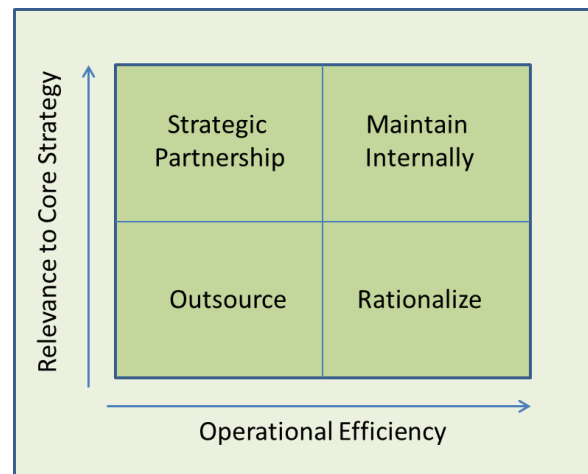 Relevance to Core Strategy
Strategic
Partnership
Maintain
Internally
Outsource
Rationalize
Operational Efficiency